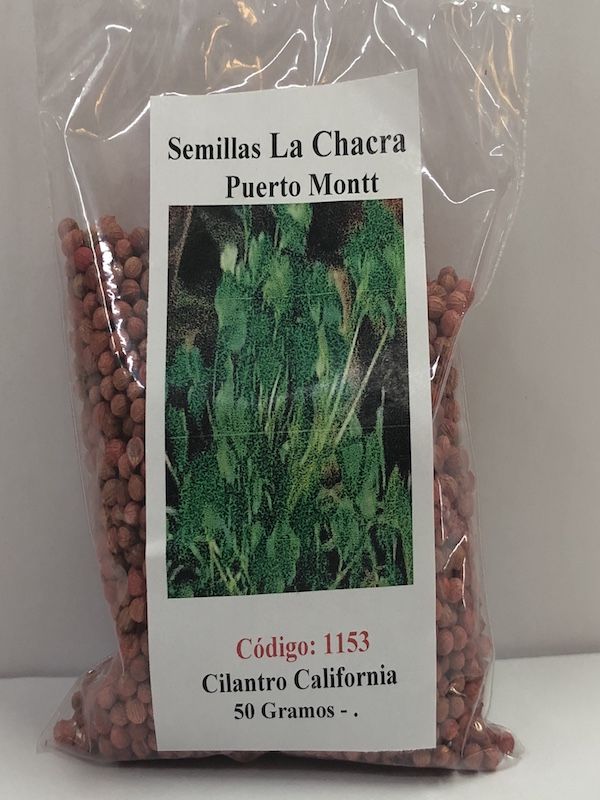 Semillas La Chacra
Puerto Montt
Código: 1153
Cilantro California
50 Gramos - .